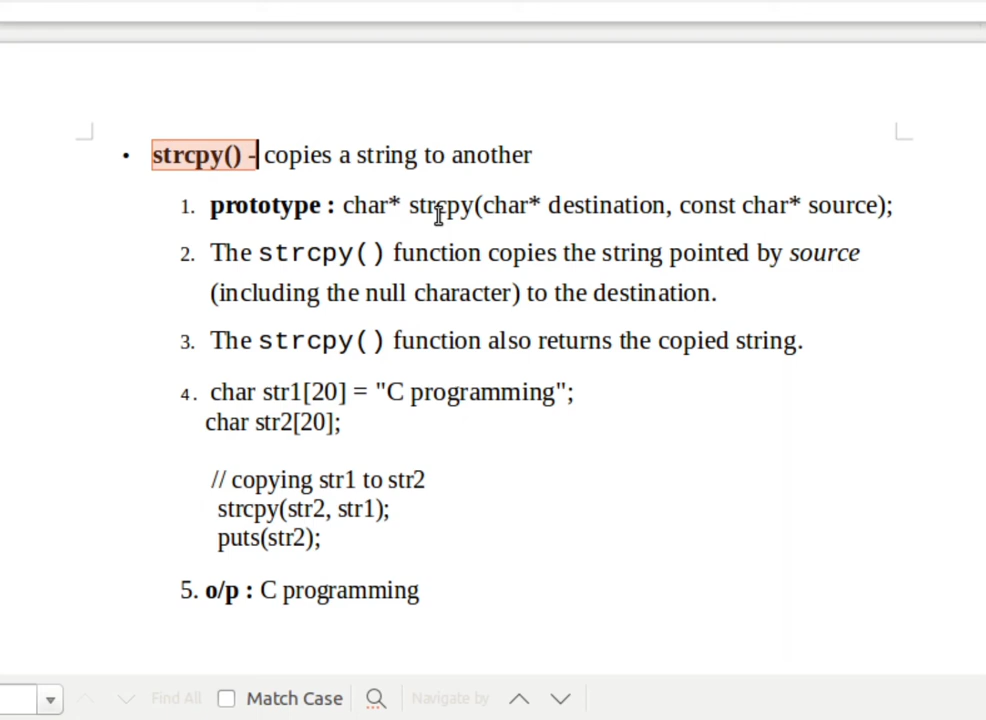 • strcpy() - copies a string to another
1. prototype : char* strcpy(char* destination, const char* source);
2. The strcpy() function copies the string pointed by source
(including the null character) to the destination.
3. The strcpy() function also returns the copied string.
4. char str1[20] = "C programming";
char str2[20];
// copying str1 to str2
strcpy(str2, str1);
puts(str2);
5. o/p : C programming
Find All Match Case Navigate by